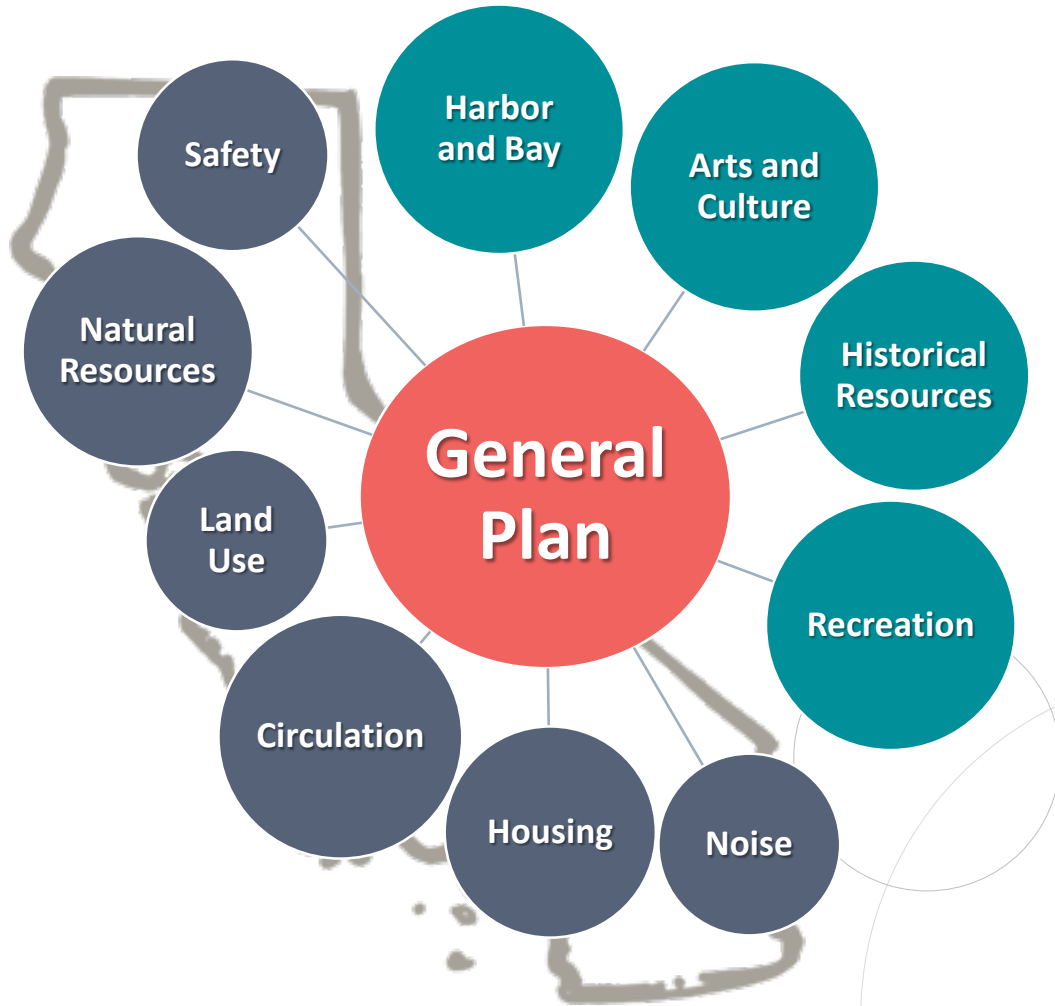 Harbor
and Bay
Arts and
Culture
Historical
Resources
Recreation
Noise
Housing
Circulation
Land
Use
Natural
Resources
Safety
General
Plan